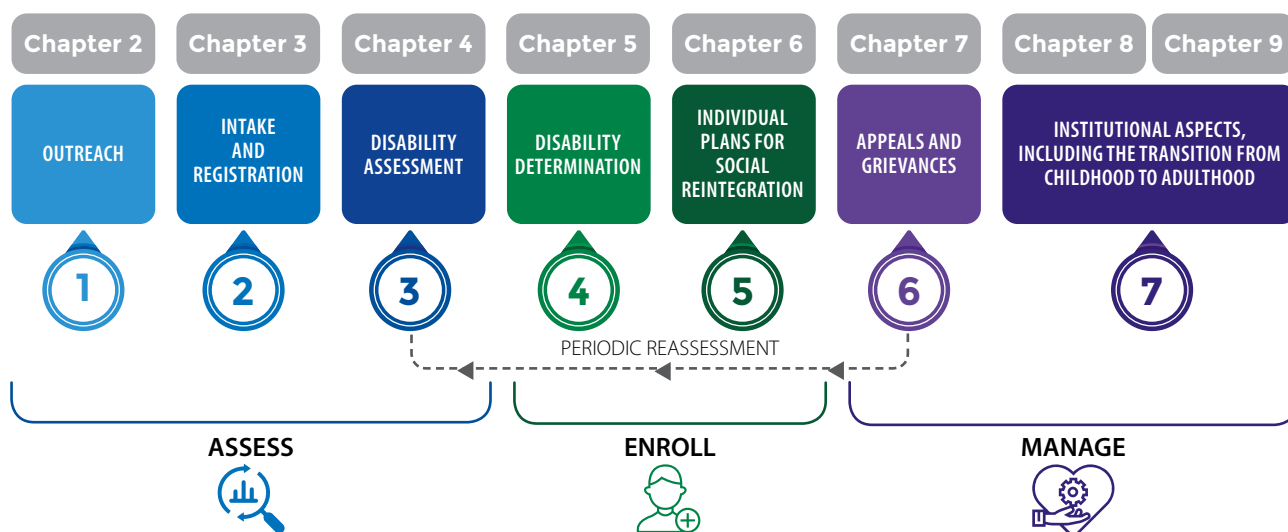 Chapter 2
Chapter 3
Chapter 4
Chapter 5
Chapter 6
Chapter 7
Chapter 8
Chapter 9
OUTREACH
INTAKE
AND
REGISTRATION
DISABILITY
ASSESSMENT
DISABILITY
DETERMINATION
INDIVIDUAL
PLANS FOR
SOCIAL
REINTEGRATION
APPEALS AND
GRIEVANCES
INSTITUTIONAL ASPECTS,
INCLUDING THE TRANSITION FROM
CHILDHOOD TO ADULTHOOD
1
2
3
4
5
6
7
PERIODIC REASSESSMENT
ASSESS
ENROLL
MANAGE